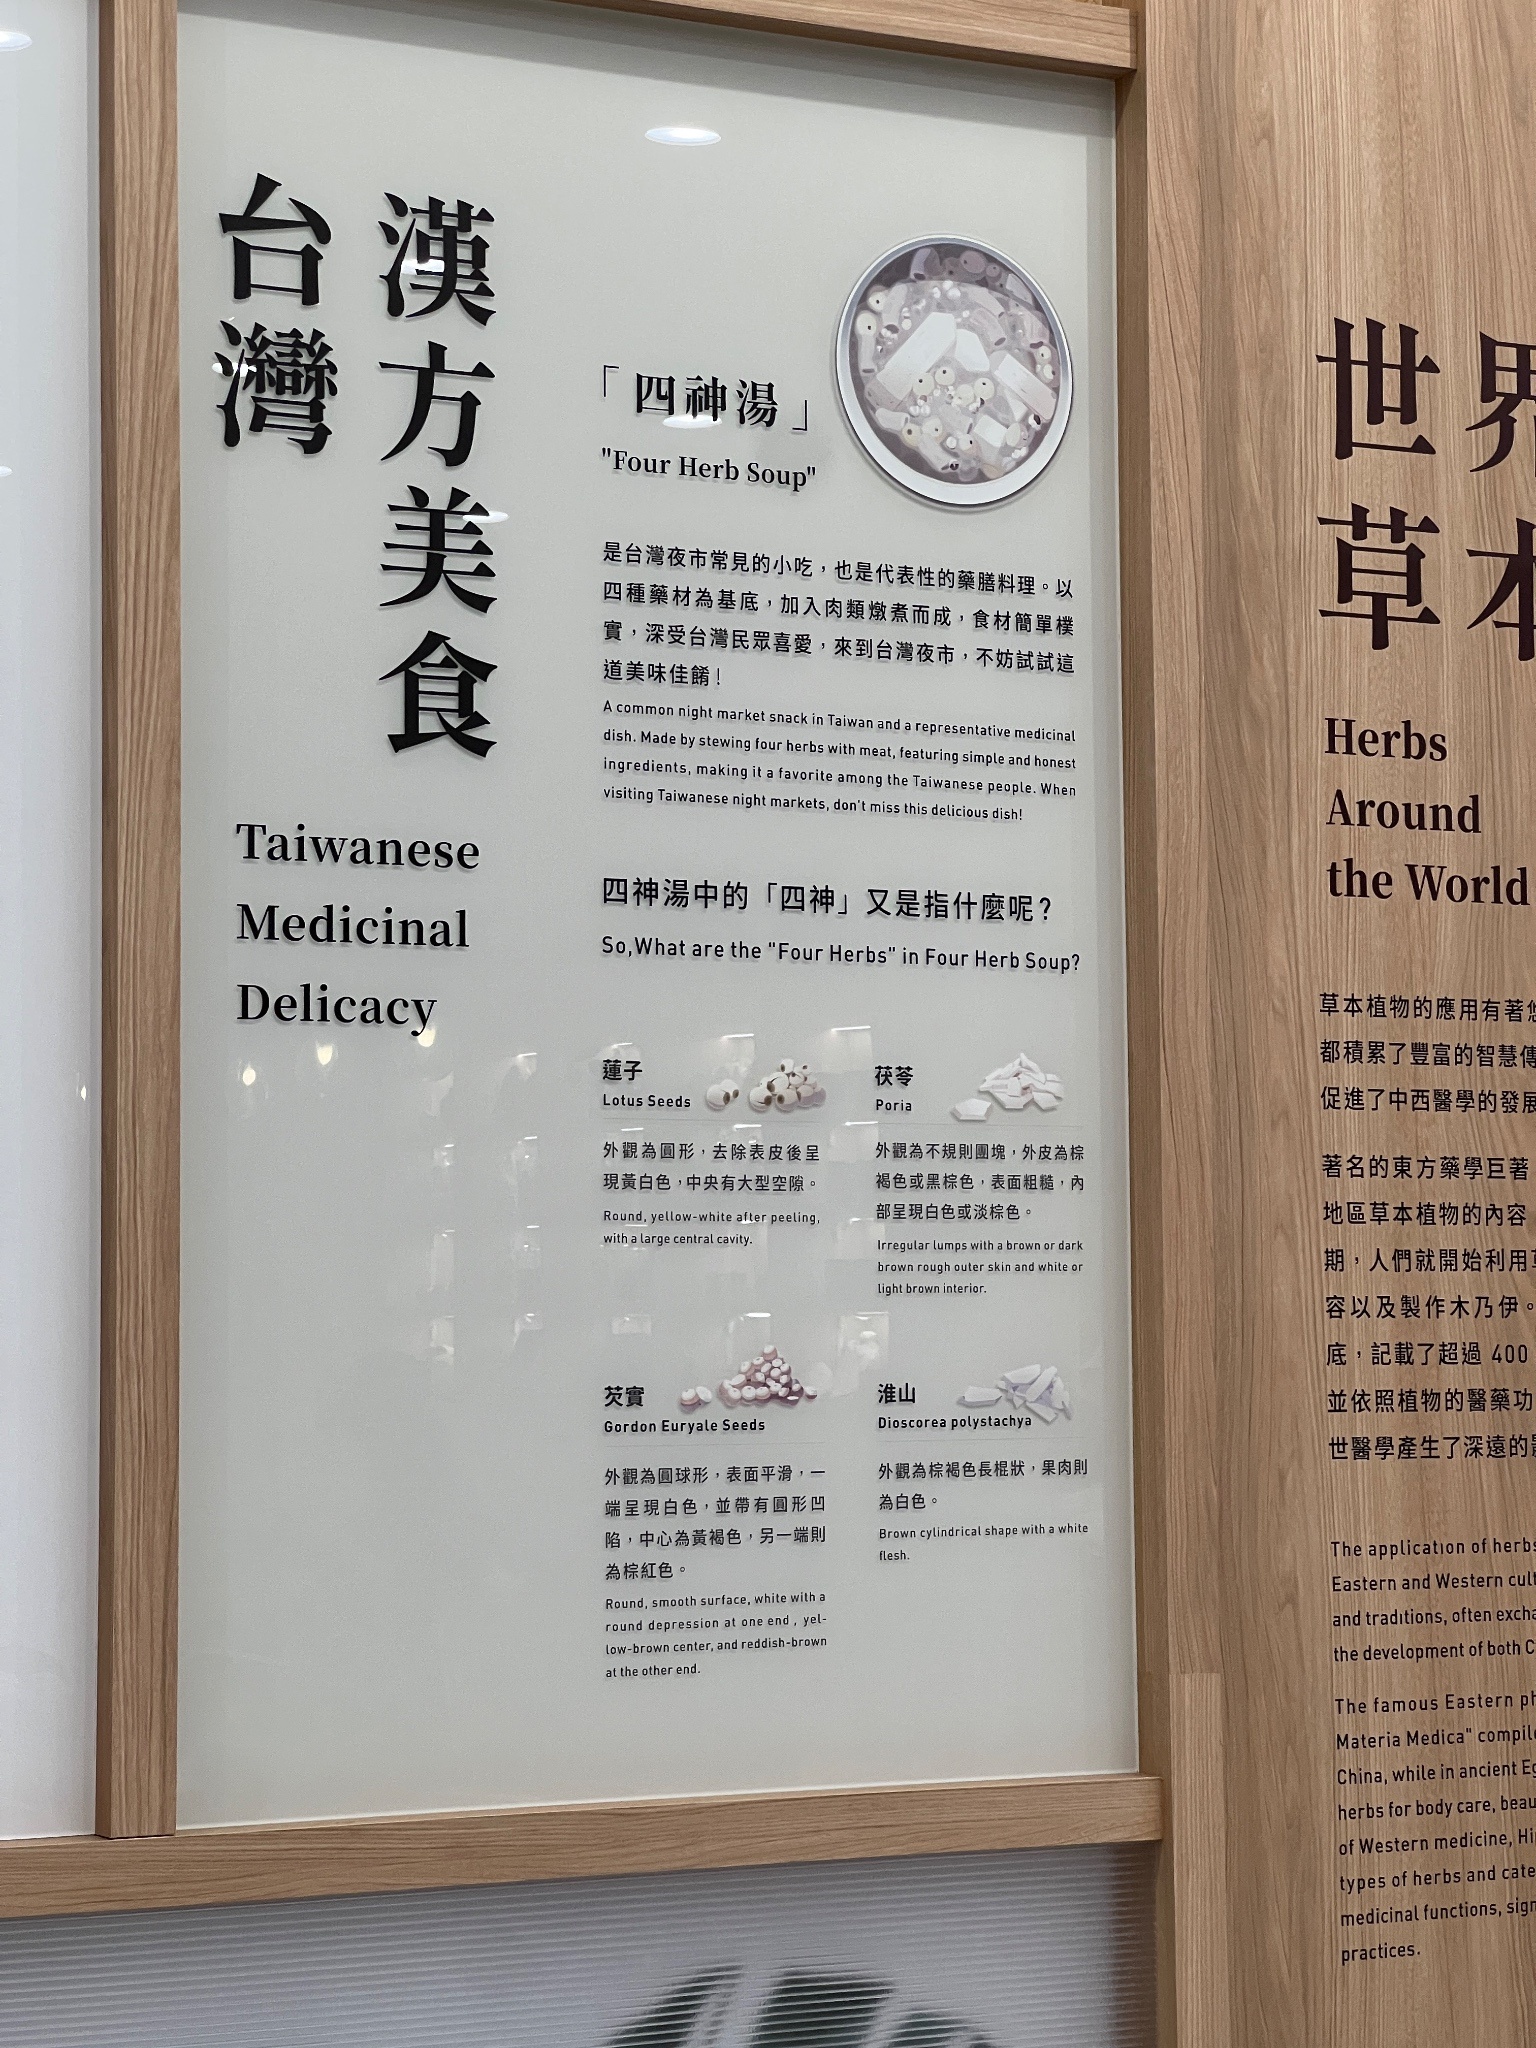 台灣
漢方美食
Taiwanese
Medicinal
Delicacy
「四神湯」
"Four Herb Soup"
是台灣夜市常見的小吃，也是代表性的藥膳料理。以
四種藥材為基底，加入肉類燉煮而成，食材簡單樸
實，深受台灣民眾喜愛，來到台灣夜市，不妨試試這
道美味佳餚！
A common night market snack in Taiwan and a representative medicinal
dish. Made by stewing four herbs with meat, featuring simple and honest
ingredients, making it a favorite among the Taiwanese people. When
visiting Taiwanese night markets, don't miss this delicious dish!
四神湯中的「四神」又是指什麼呢？
So,What are the "Four Herbs" in Four Herb Soup?
蓮子
Lotus Seeds
外觀為圓形，去除表皮後呈
現黃白色，中央有大型空隙。
Round, yellow-white after peeling,
with a large central cavity.
茯苓
Poria
外觀為不規則團塊，外皮為棕
褐色或黑棕色，表面粗糙，內
部呈現白色或淡棕色。
Irregular lumps with a brown or dark
brown rough outer skin and white or
light brown interior.
芡實
Gordon Euryale Seeds
外觀為圓球形，表面平滑，一
端呈現白色，並帶有圓形凹
陷，中心為黃褐色，另一端則
為棕紅色。
Round, smooth surface, white with a
round depression at one end , yel-
low-brown center, and reddish-brown
at the other end.
淮山
Dioscorea polystachya
外觀為棕褐色長棍狀，果肉則
為白色。
Brown cylindrical shape with a white
flesh.
世界
草本
Herbs
Around
the World
草本植物的應用有著
都積累了豐富的智慧傳
促進了中西醫學的發展
著名的東方藥學巨著
地區草本植物的內容
期，人們就開始利用
容以及製作木乃伊。
底，記載了超過 400
並依照植物的醫藥功
世醫學產生了深遠的
The application of herbs
Eastern and Western
and traditions, often
the development of both
The famous Eastern
Materia Medica" 
China, while in ancient
herbs for body care,
of Western medicine,
types of herbs and
medicinal functions,
practices.